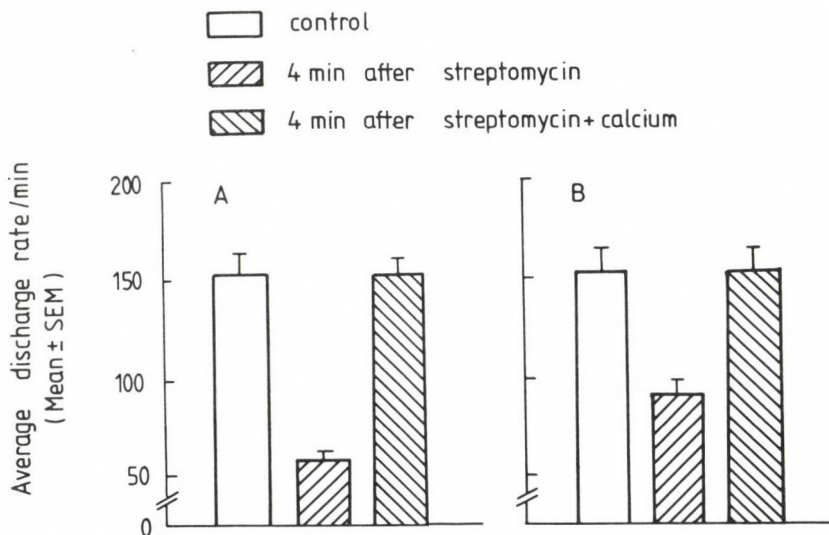 control
4 min after streptomycin
4 min after streptomycin + calcium
Average discharge rate /min
(Mean ± SEM)
200
150
100
50
0
A
B